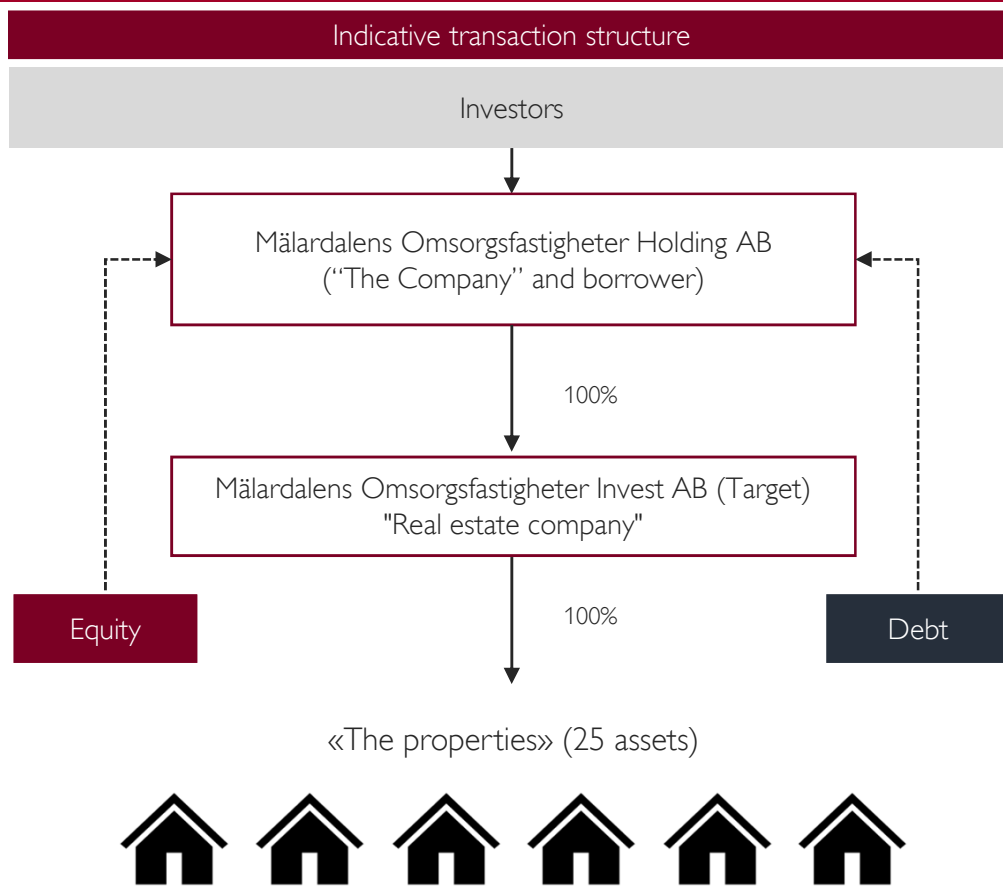 Indicative transaction structure
Investors
Mälardalens Omsorgsfastigheter Holding AB
(“The Company” and borrower)
100%
Mälardalens Omsorgsfastigheter Invest AB (Target)
"Real estate company"
Equity
100%
Debt
«The properties» (25 assets)